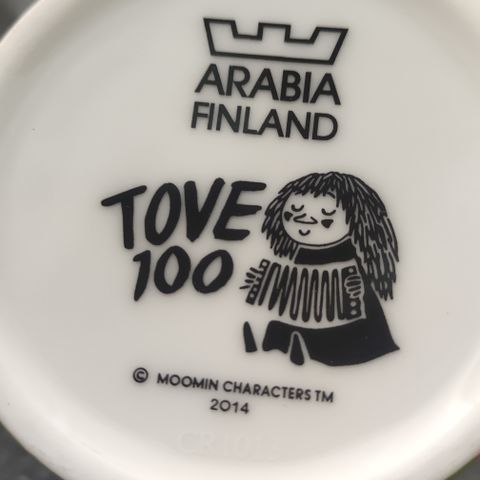 ARABIA
FINLAND
TOVE
100
© MOOMIN CHARACTERS TM
2014